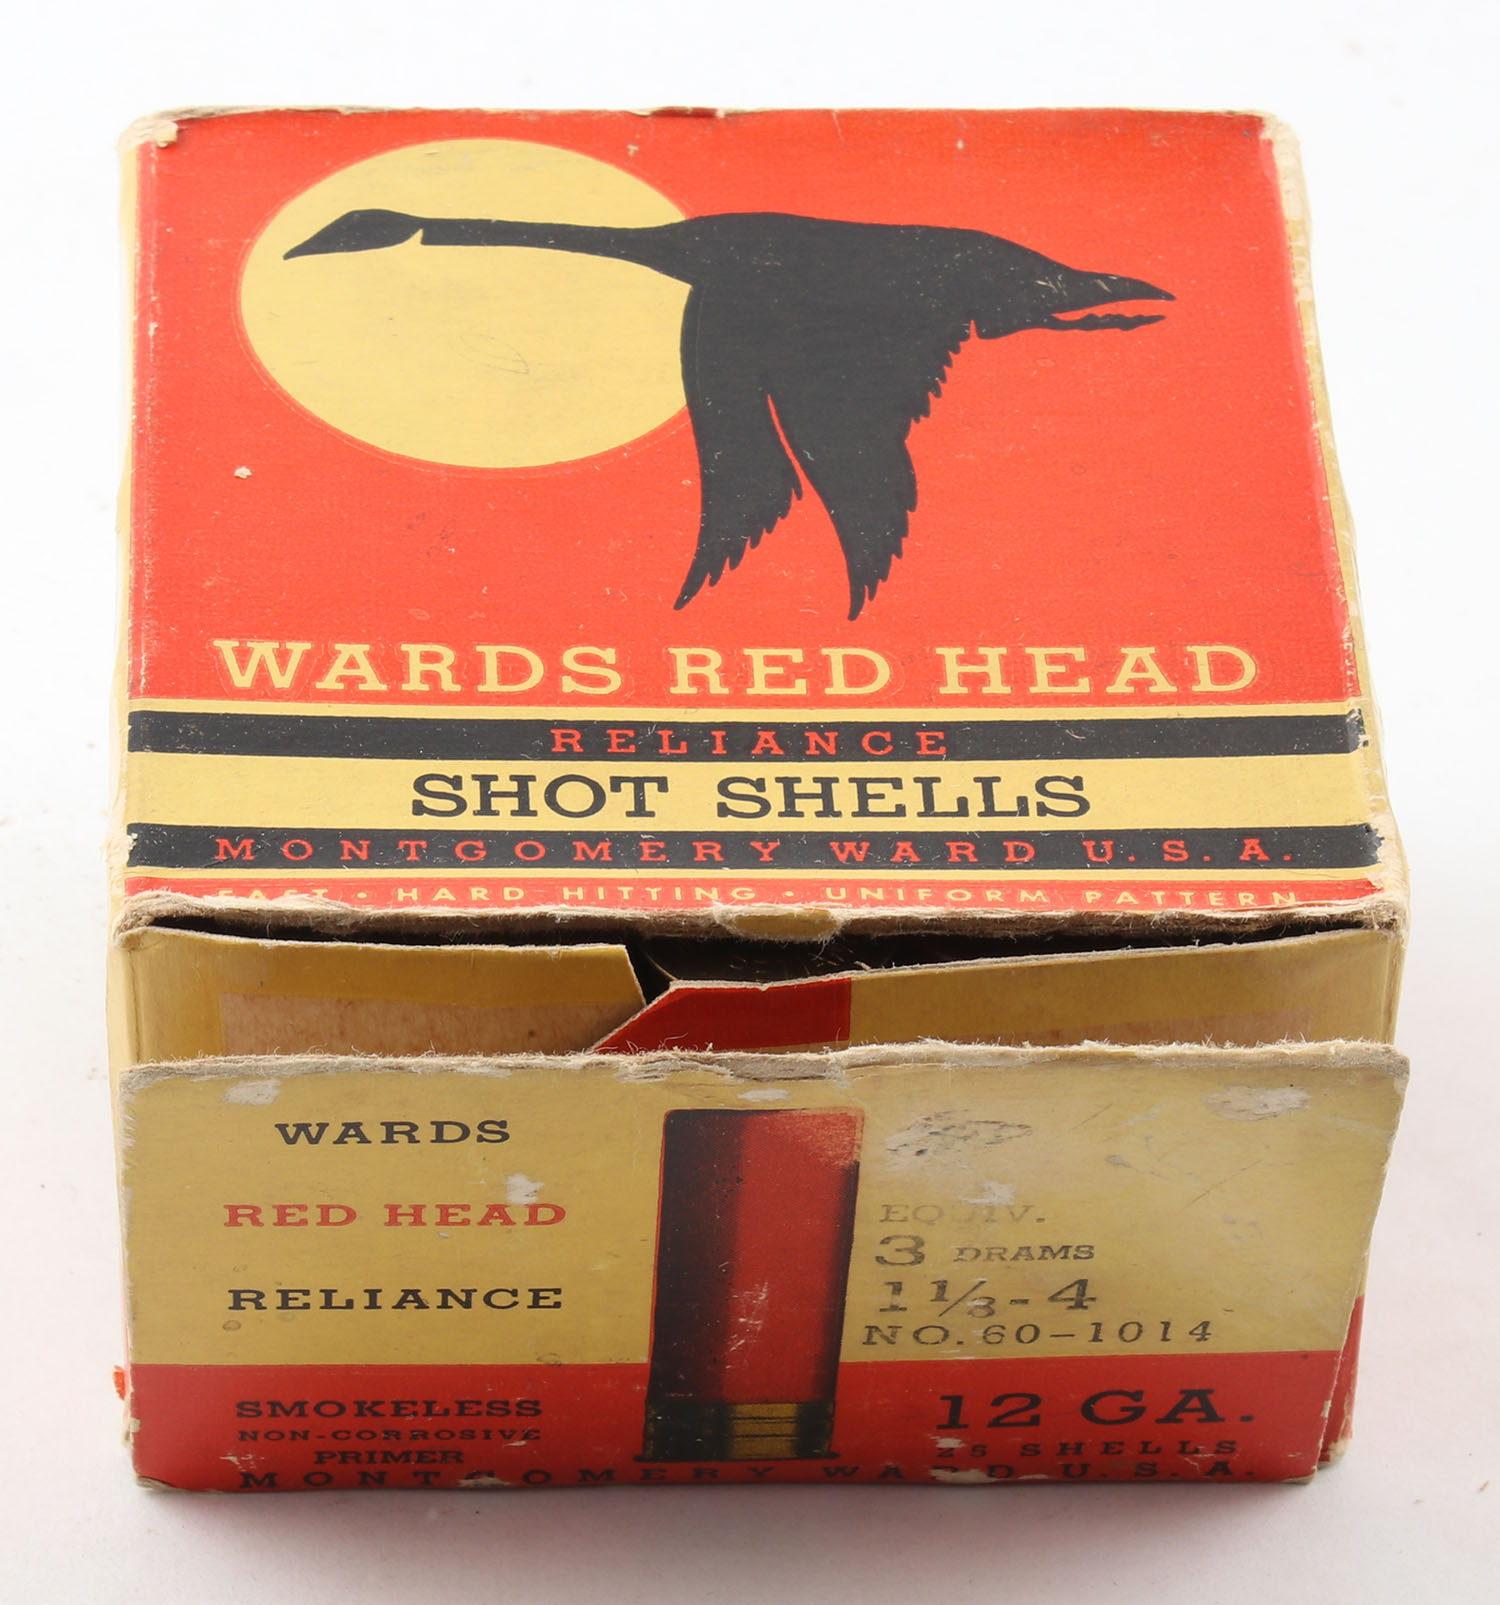 WARDS RED HEAD
RELIANCE
SHOT SHELLS
MONTGOMERY WARD U.S.A.
FAST • HARD HITTING • UNIFORM PATTERN
WARDS
RED HEAD
RELIANCE
SMOKELESS
NON-CORROSIVE
PRIMER
EQUIV.
3 DRAMS
1 1/8 - 4
NO. 60-1014
12 GA.
25 SHELLS
MONTGOMERY WARD U.S.A.